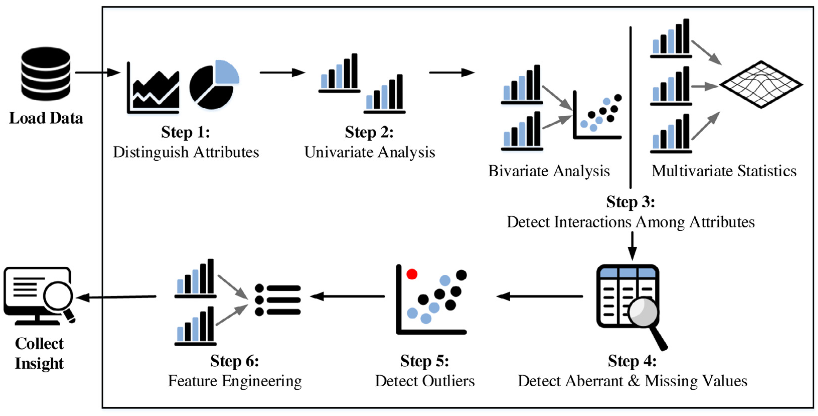 Load Data
Step 1:
Distinguish Attributes
Step 2:
Univariate Analysis
Bivariate Analysis
Multivariate Statistics
Step 3:
Detect Interactions Among Attributes
Step 4:
Detect Aberrant & Missing Values
Step 5:
Detect Outliers
Step 6:
Feature Engineering
Collect
Insight